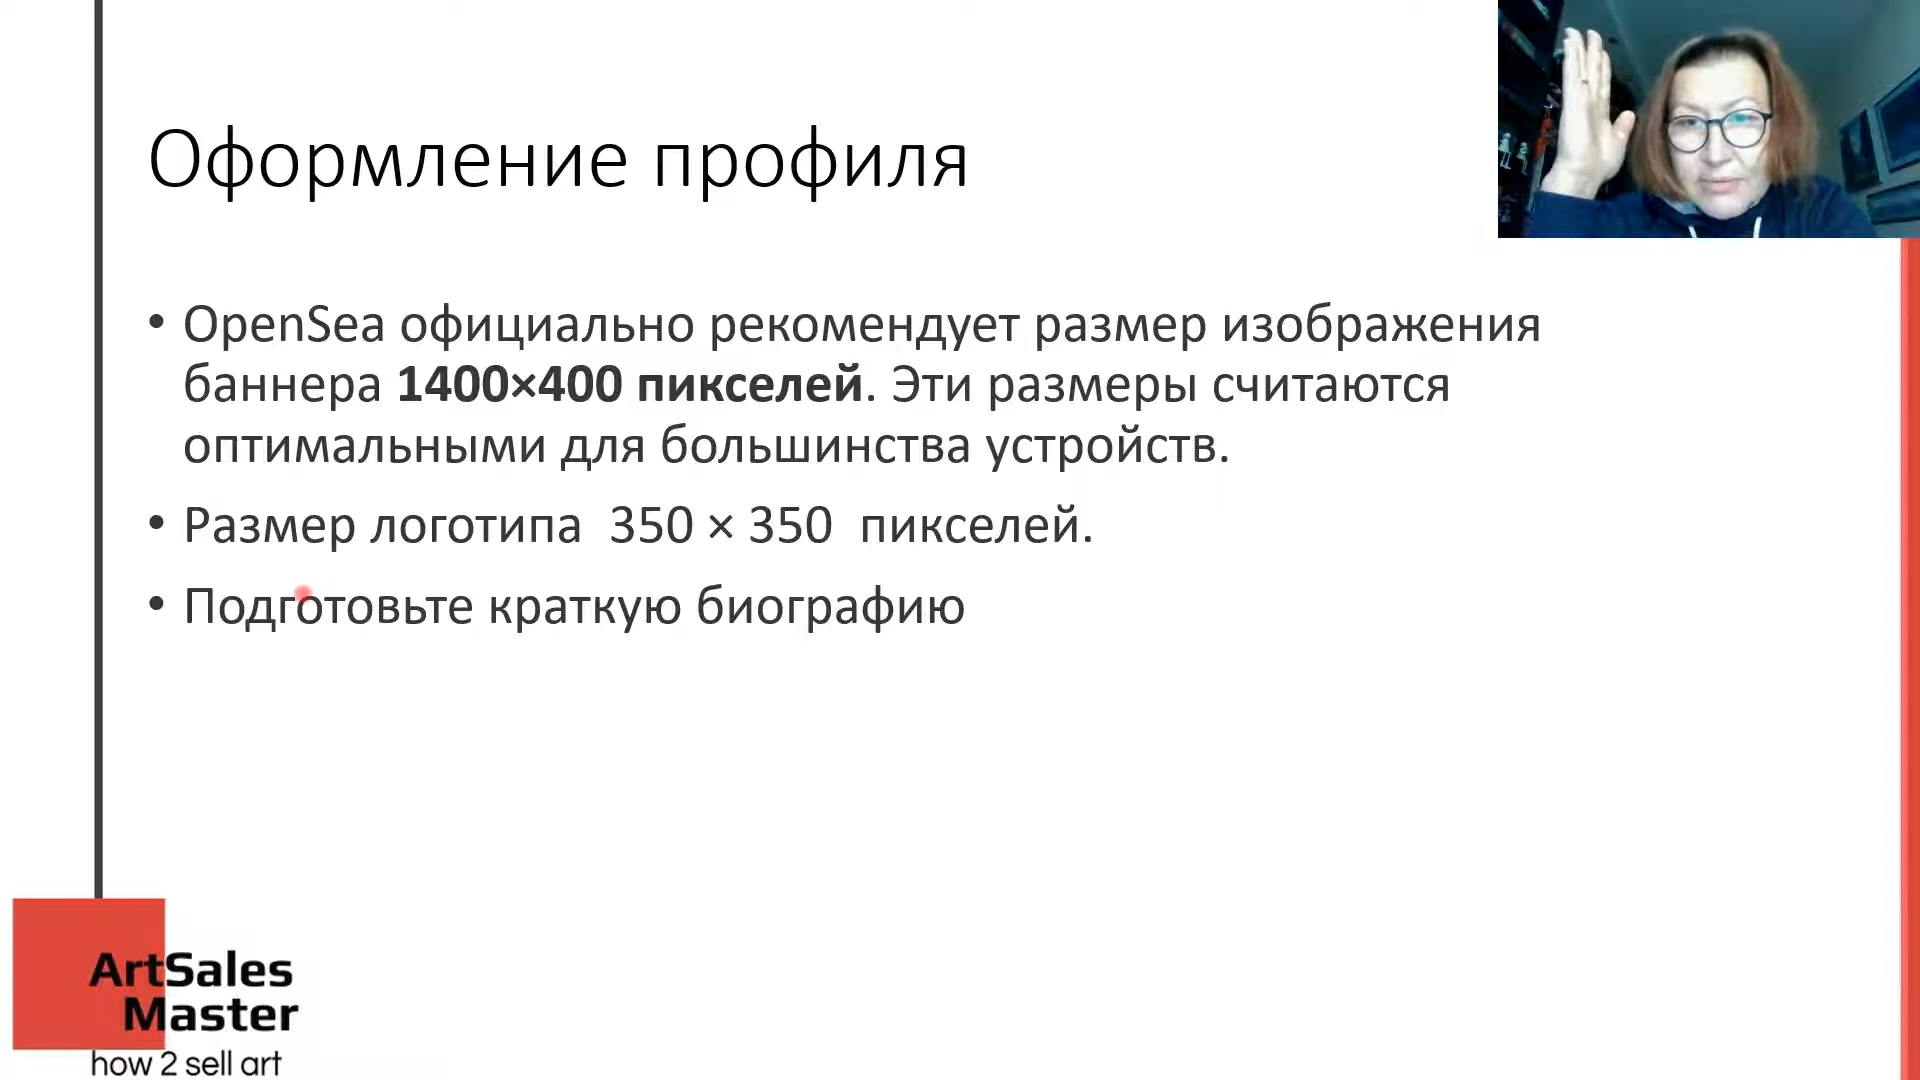 Оформление профиля
• OpenSea официально рекомендует размер изображения
баннера 1400×400 пикселей. Эти размеры считаются
оптимальными для большинства устройств.
• Размер логотипа 350 × 350 пикселей.
• Подготовьте краткую биографию
ArtSales
Master
how 2 sell art